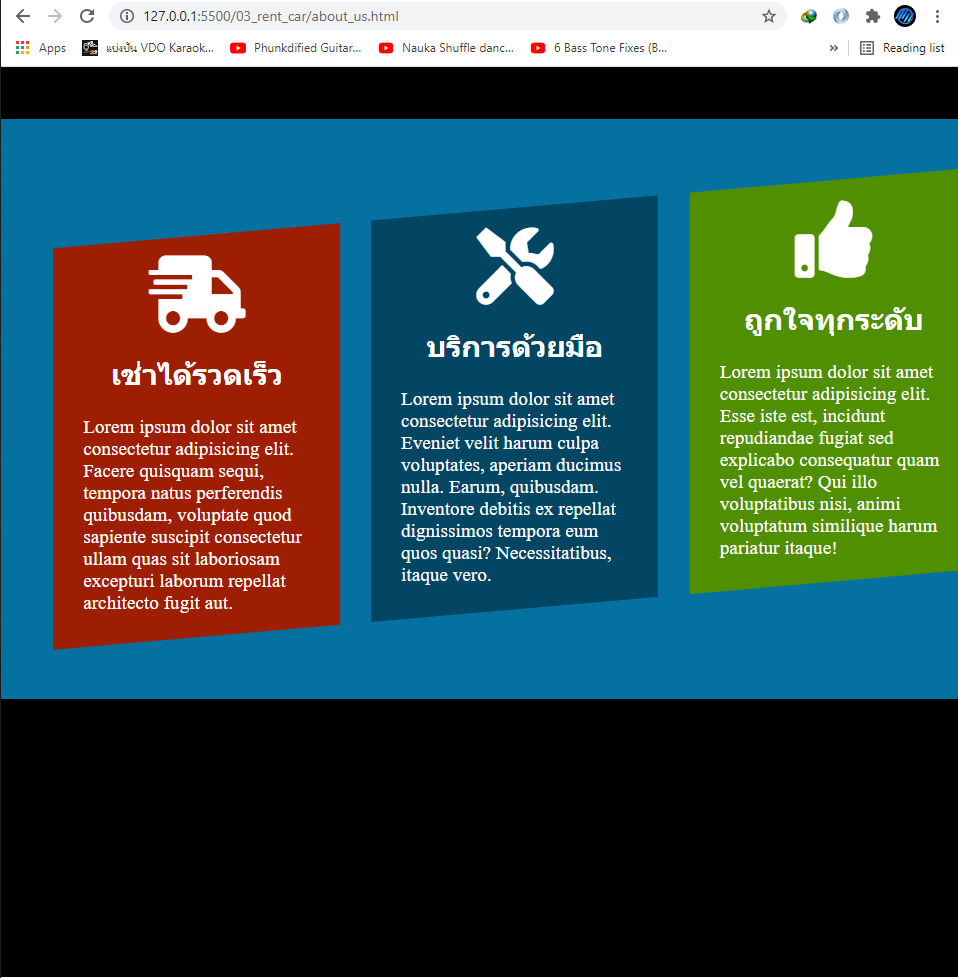 127.0.0.1:5500/03_rent_car/about_us.html
Apps
แบ่งปัน VDO Karaok...
Phunkdified Guitar...
Nauka Shuffle danc...
6 Bass Tone Fixes (B...
»
Reading list
เช่าได้รวดเร็ว
Lorem ipsum dolor sit amet
consectetur adipisicing elit.
Facere quisquam sequi,
tempora natus perferendis
quibusdam, voluptate quod
sapiente suscipit consectetur
ullam quas sit laboriosam
excepturi laborum repellat
architecto fugit aut.
บริการด้วยมือ
Lorem ipsum dolor sit amet
consectetur adipisicing elit.
Eveniet velit harum culpa
voluptates, aperiam ducimus
nulla. Earum, quibusdam.
Inventore debitis ex repellat
dignissimos tempora eum
quos quasi? Necessitatibus,
itaque vero.
ถูกใจทุกระดับ
Lorem ipsum dolor sit amet
consectetur adipisicing elit.
Esse iste est, incidunt
repudiandae fugiat sed
explicabo consequatur quam
vel quaerat? Qui illo
voluptatibus nisi, animi
voluptatum similique harum
pariatur itaque!